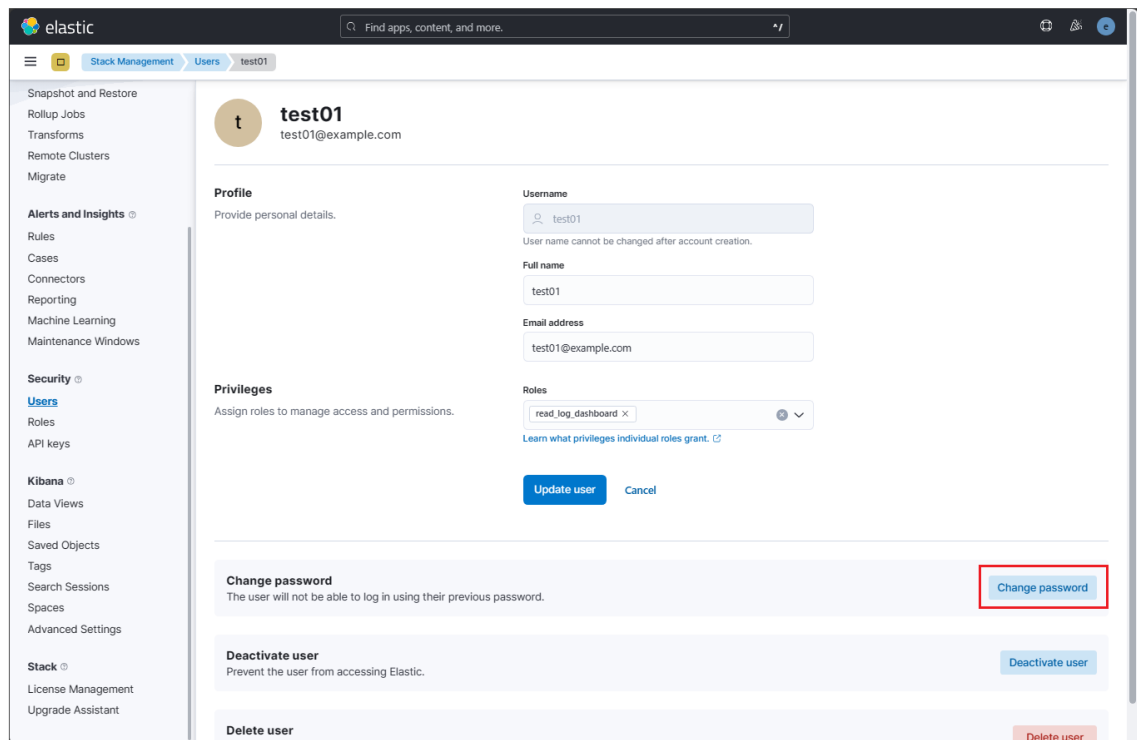 elastic
Find apps, content, and more.
^/
e
Stack Management
Users
test01
Snapshot and Restore
Rollup Jobs
Transforms
Remote Clusters
Migrate
Alerts and Insights
Rules
Cases
Connectors
Reporting
Machine Learning
Maintenance Windows
Security
Users
Roles
API keys
Kibana
Data Views
Files
Saved Objects
Tags
Search Sessions
Spaces
Advanced Settings
Stack
License Management
Upgrade Assistant
t
test01
test01@example.com
Profile
Provide personal details.
Username
test01
User name cannot be changed after account creation.
Full name
test01
Email address
test01@example.com
Privileges
Assign roles to manage access and permissions.
Roles
read_log_dashboard ×
Learn what privileges individual roles grant.
Update user
Cancel
Change password
The user will not be able to log in using their previous password.
Change password
Deactivate user
Prevent the user from accessing Elastic.
Deactivate user
Delete user
Delete user